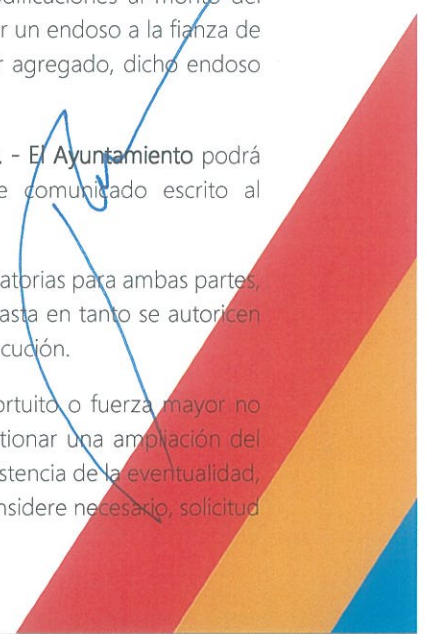 modificaciones al monto del
r un endoso a la fianza de
r agregado, dicho endoso
. - El Ayuntamiento podrá
e comunicado escrito al
atorias para ambas partes,
asta en tanto se autoricen
cución.
ortuito o fuerza mayor no
tionar una ampliación del
stencia de la eventualidad,
nsidere necesario, solicitud